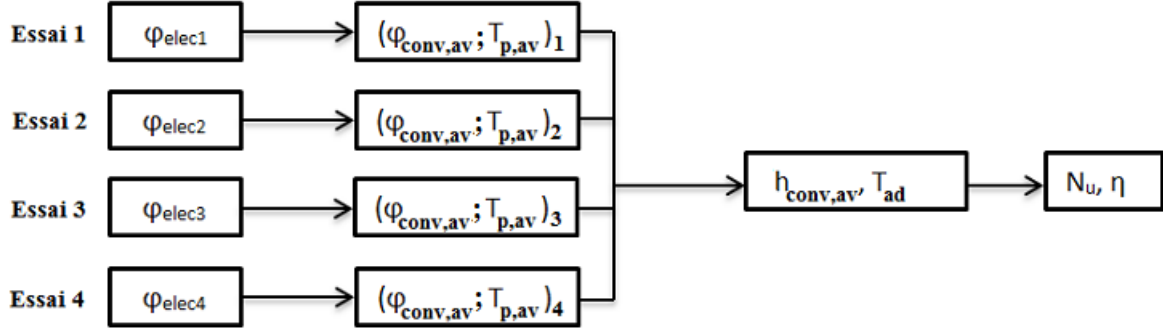 Essai 1 φelec1 (φconv,av ; Tp,av )1
Essai 2 φelec2 (φconv,av. ; Tp,av )2
hconv,av, Tad Nu, η
Essai 3 φelec3 (φconv,av. ; Tp,av )3
Essai 4 φelec4 (φconv,av ; Tp,av )4